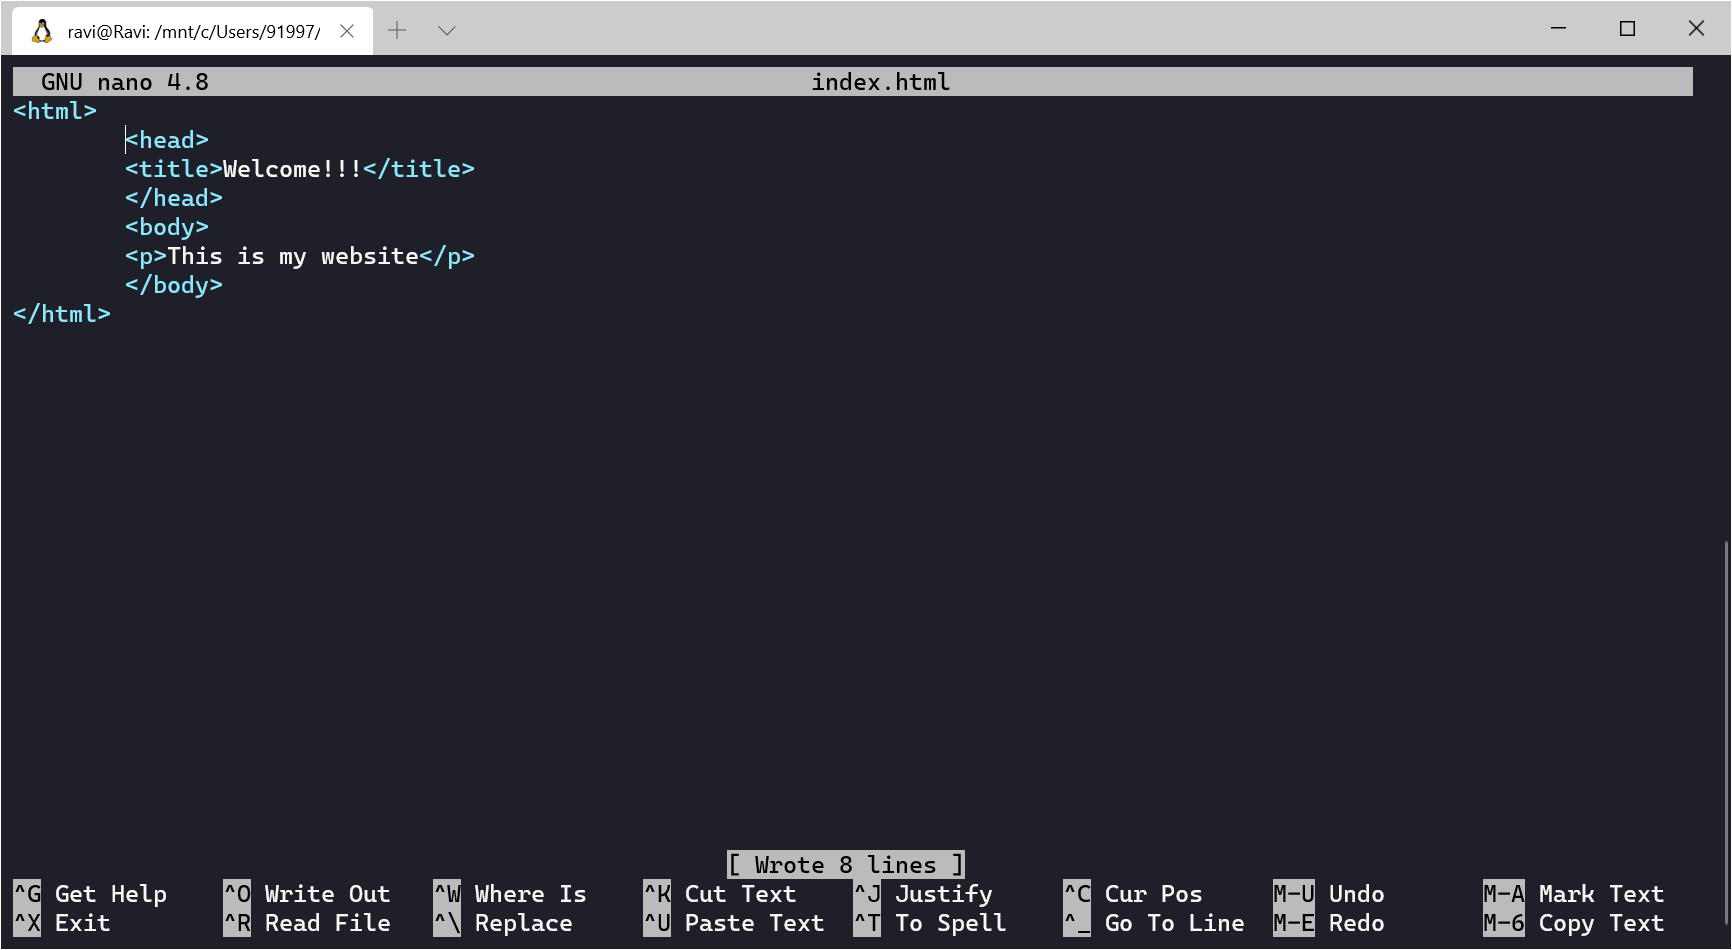 ravi@Ravi: /mnt/c/Users/91997/
GNU nano 4.8 index.html
<html>
<head>
<title>Welcome!!!</title>
</head>
<body>
<p>This is my website</p>
</body>
</html>
[ Wrote 8 lines ]
^G Get Help ^O Write Out ^W Where Is ^K Cut Text ^J Justify ^C Cur Pos M-U Undo M-A Mark Text
^X Exit ^R Read File ^\ Replace ^U Paste Text ^T To Spell ^_ Go To Line M-E Redo M-6 Copy Text